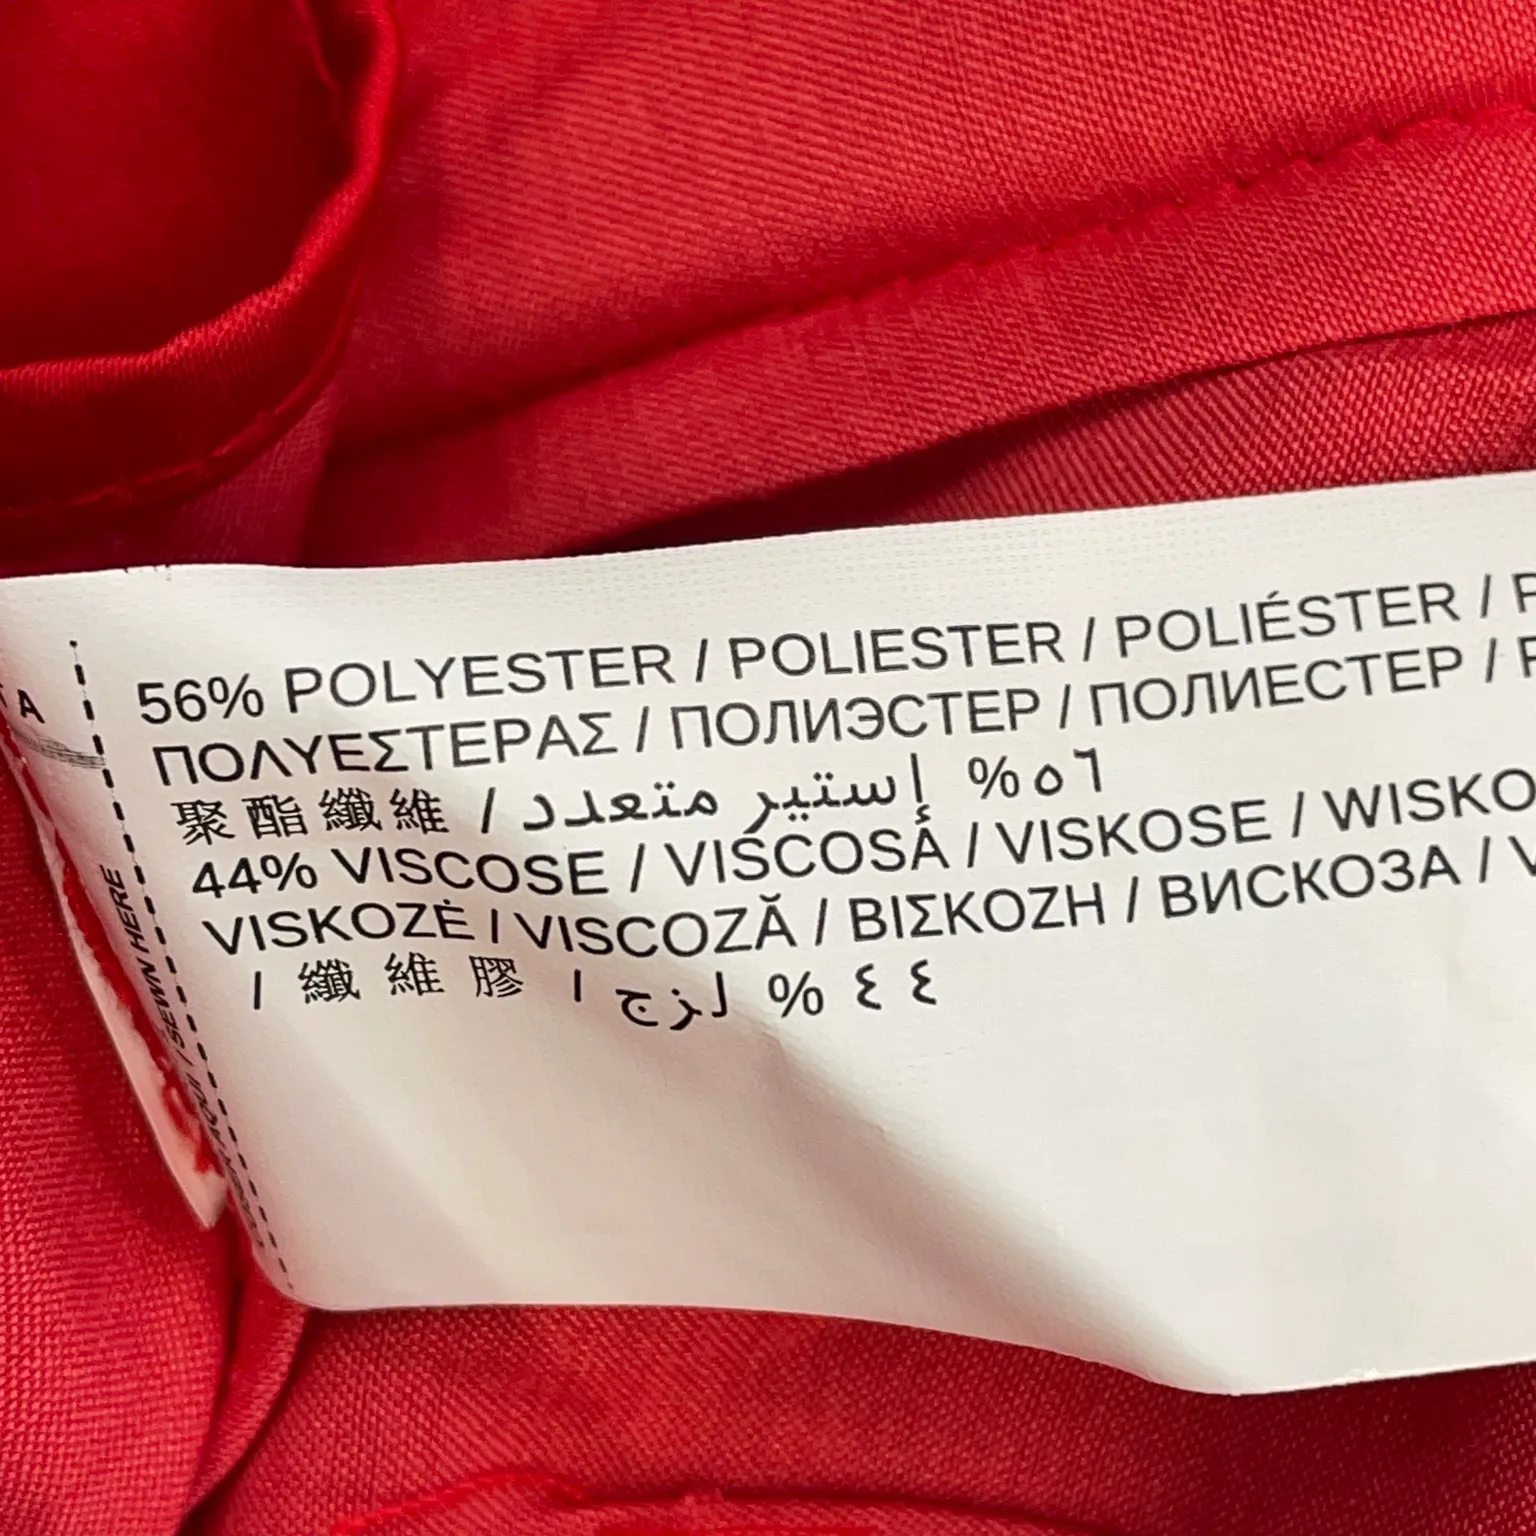 56% POLYESTER / POLIESTER / POLIÉSTER / P
ΠΟΛΥΕΣΤΕΡΑΣ / ПОЛИЭСТЕР / ПОЛИЕСТЕР / P
聚酯纖維 / إستير متعدد %٥٦
44% VISCOSE / VISCOSA / VISKOSE / WISKO
VISKOZĖ / VISCOZĂ / ΒΙΣΚΟΖΗ / ВИСКОЗА / V
/ 纖維膠 / لزج % ٤٤
/ SEWN HERE